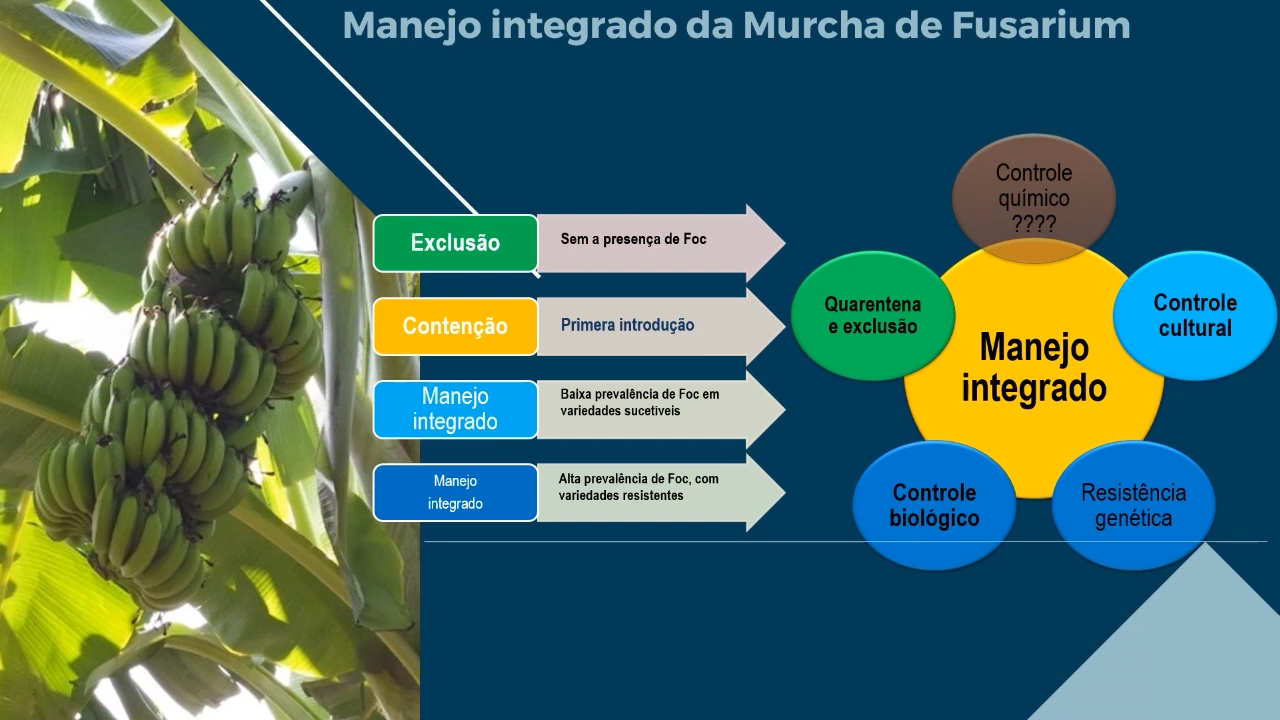 Manejo integrado da Murcha de Fusarium
Exclusão
Sem a presença de Foc
Contenção
Primera introdução
Manejo
integrado
Baixa prevalência de Foc em
variedades sucetiveis
Manejo
integrado
Alta prevalência de Foc, com
variedades resistentes
Controle
químico
????
Quarentena
e exclusão
Controle
cultural
Manejo
integrado
Controle
biológico
Resistência
genética